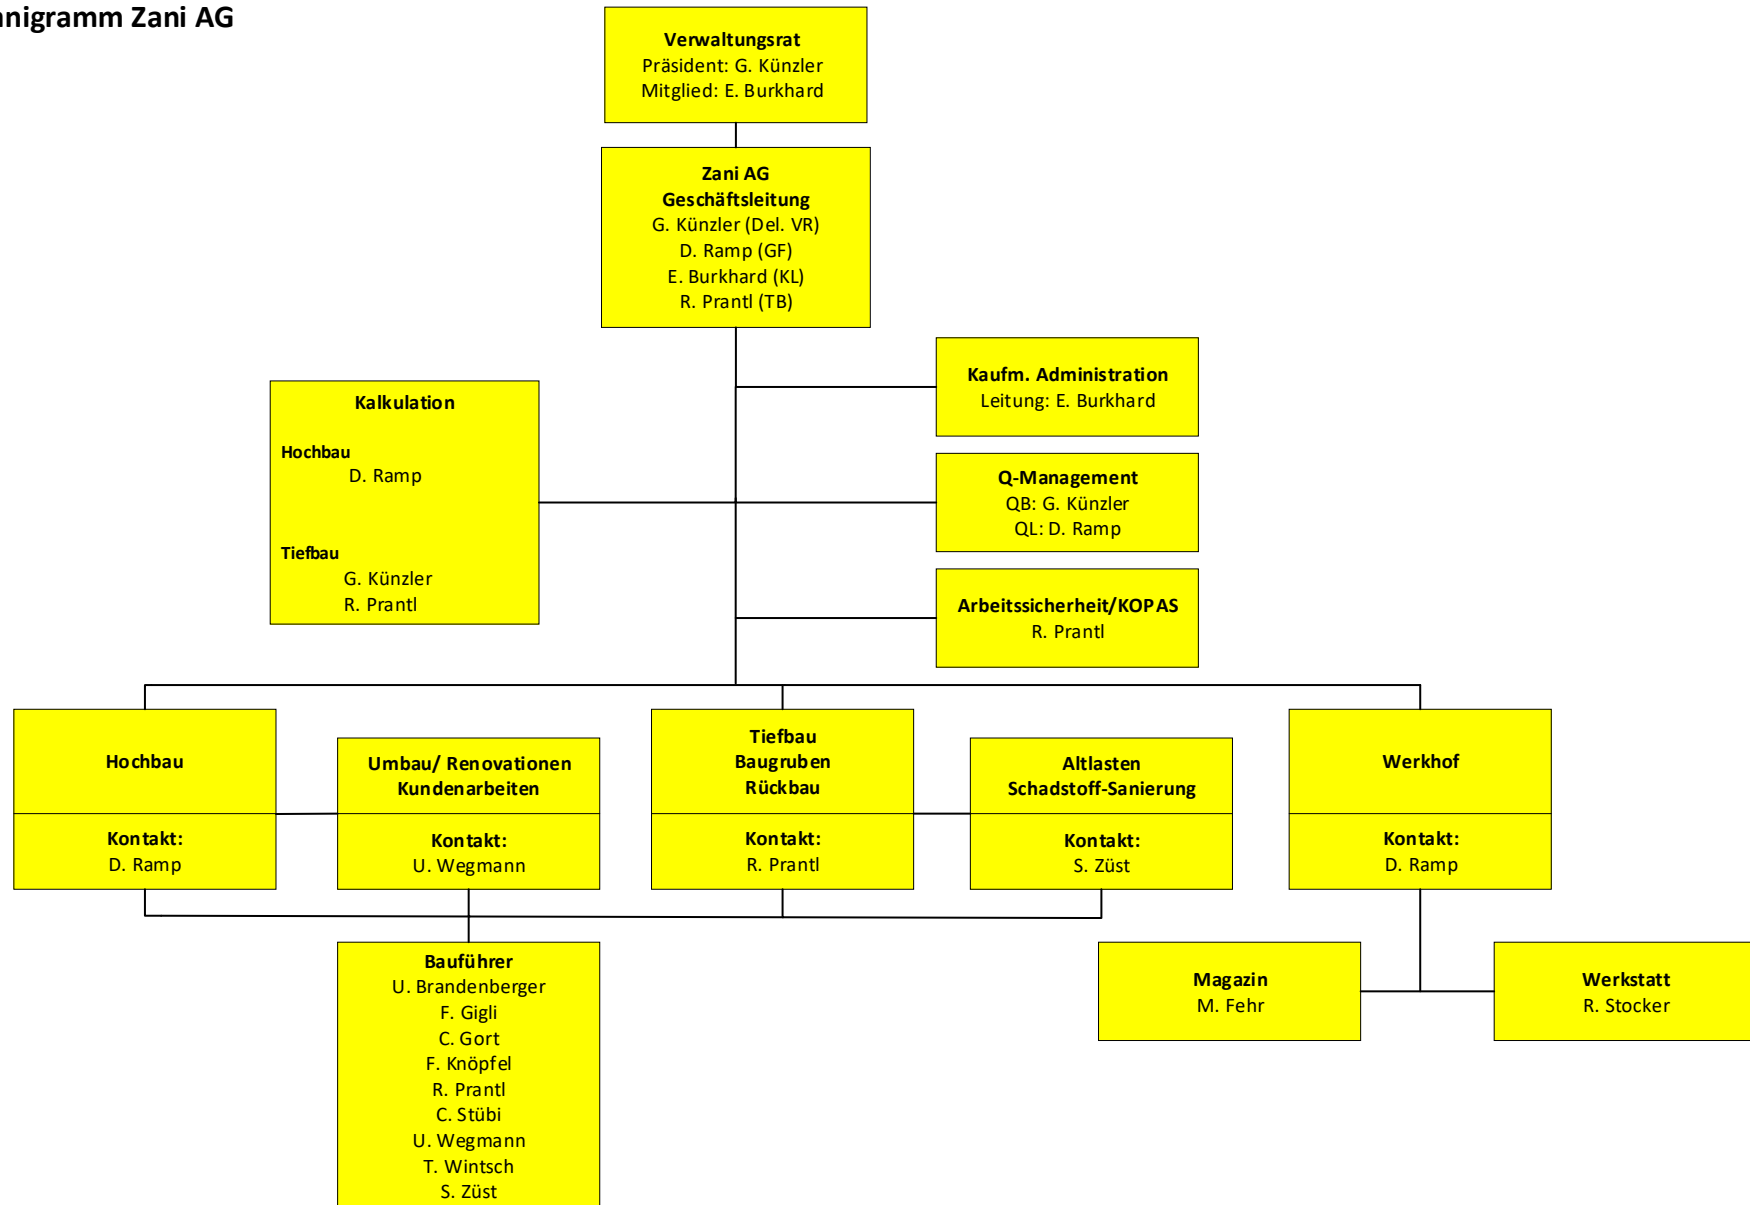 nigramm Zani AG
Verwaltungsrat
Präsident: G. Künzler
Mitglied: E. Burkhard
Zani AG
Geschäftsleitung
G. Künzler (Del. VR)
D. Ramp (GF)
E. Burkhard (KL)
R. Prantl (TB)
Kaufm. Administration
Leitung: E. Burkhard
Kalkulation
Hochbau
D. Ramp
Tiefbau
G. Künzler
R. Prantl
Q-Management
QB: G. Künzler
QL: D. Ramp
Arbeitssicherheit/KOPAS
R. Prantl
Hochbau
Kontakt:
D. Ramp
Umbau/ Renovationen
Kundenarbeiten
Kontakt:
U. Wegmann
Tiefbau
Baugruben
Rückbau
Kontakt:
R. Prantl
Altlasten
Schadstoff-Sanierung
Kontakt:
S. Züst
Werkhof
Kontakt:
D. Ramp
Bauführer
U. Brandenberger
F. Gigli
C. Gort
F. Knöpfel
R. Prantl
C. Stübi
U. Wegmann
T. Wintsch
S. Züst
Magazin
M. Fehr
Werkstatt
R. Stocker